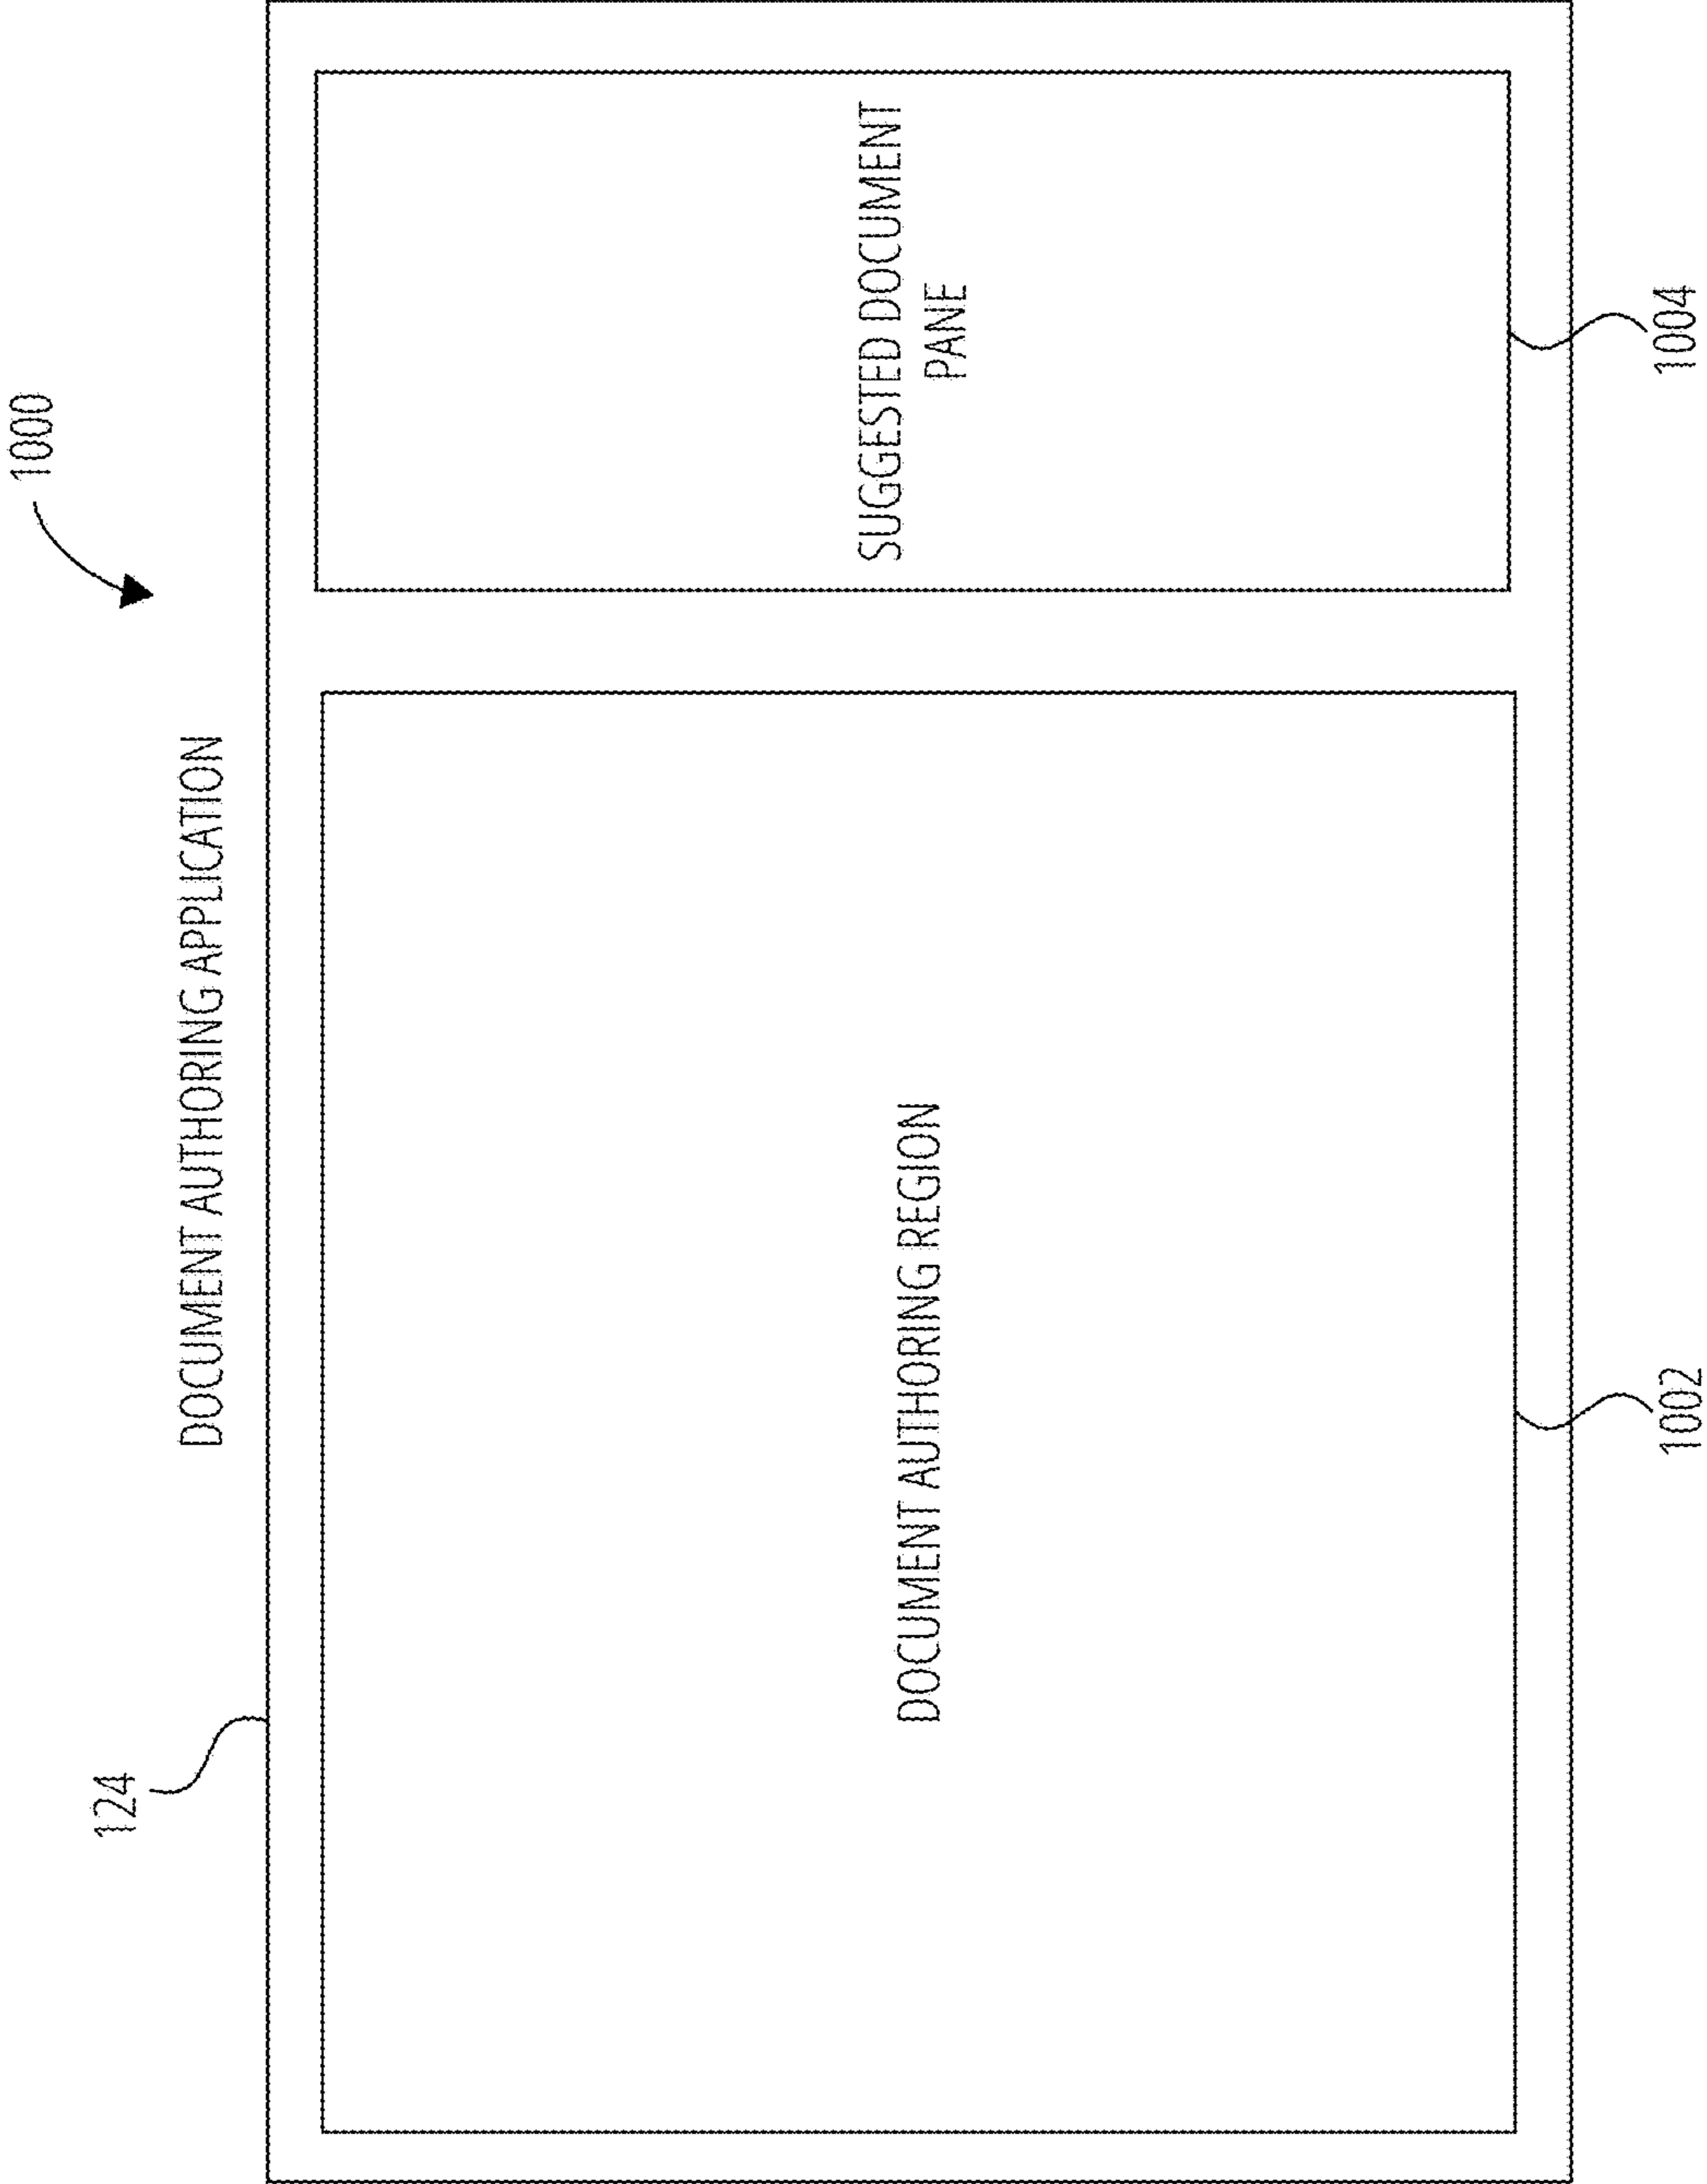 1000
DOCUMENT AUTHORING APPLICATION
124
DOCUMENT AUTHORING REGION
SUGGESTED DOCUMENT
PANE
1002
1004